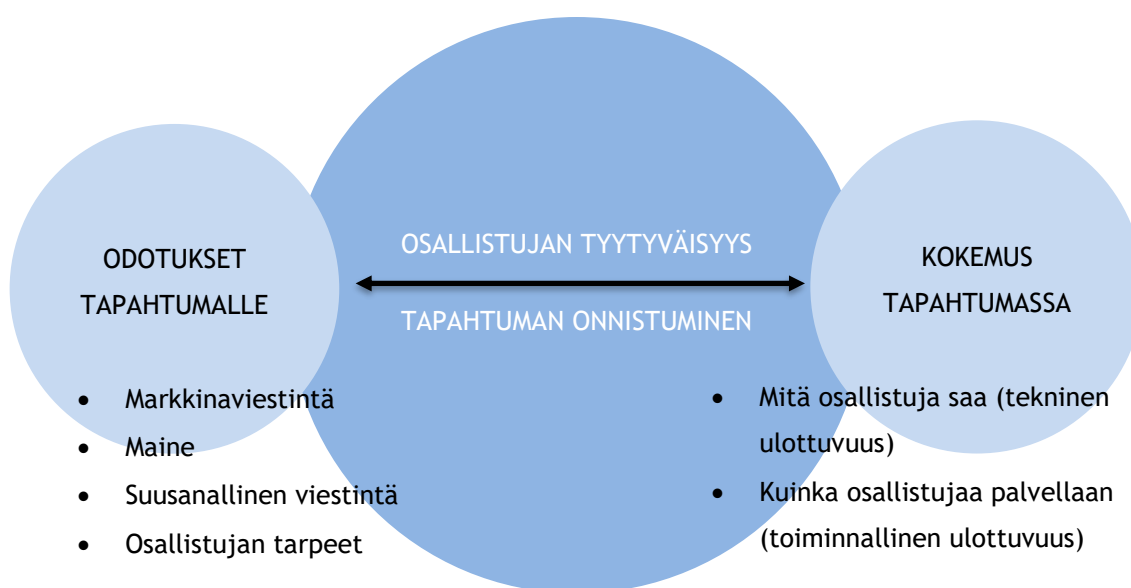 ODOTUKSET
TAPAHTUMALLE
• Markkinaviestintä
• Maine
• Suusanallinen viestintä
• Osallistujan tarpeet
OSALLISTUJAN TYYTYVÄISYYS
TAPAHTUMAN ONNISTUMINEN
KOKEMUS
TAPAHTUMASSA
• Mitä osallistuja saa (tekninen
ulottuvuus)
• Kuinka osallistujaa palvellaan
(toiminnallinen ulottuvuus)